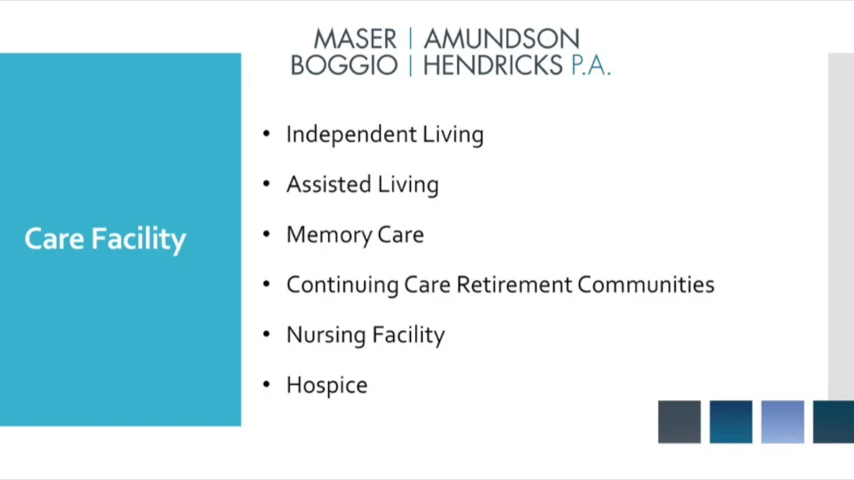 MASER | AMUNDSON
BOGGIO | HENDRICKS P.A.
Care Facility
• Independent Living
• Assisted Living
• Memory Care
• Continuing Care Retirement Communities
• Nursing Facility
• Hospice